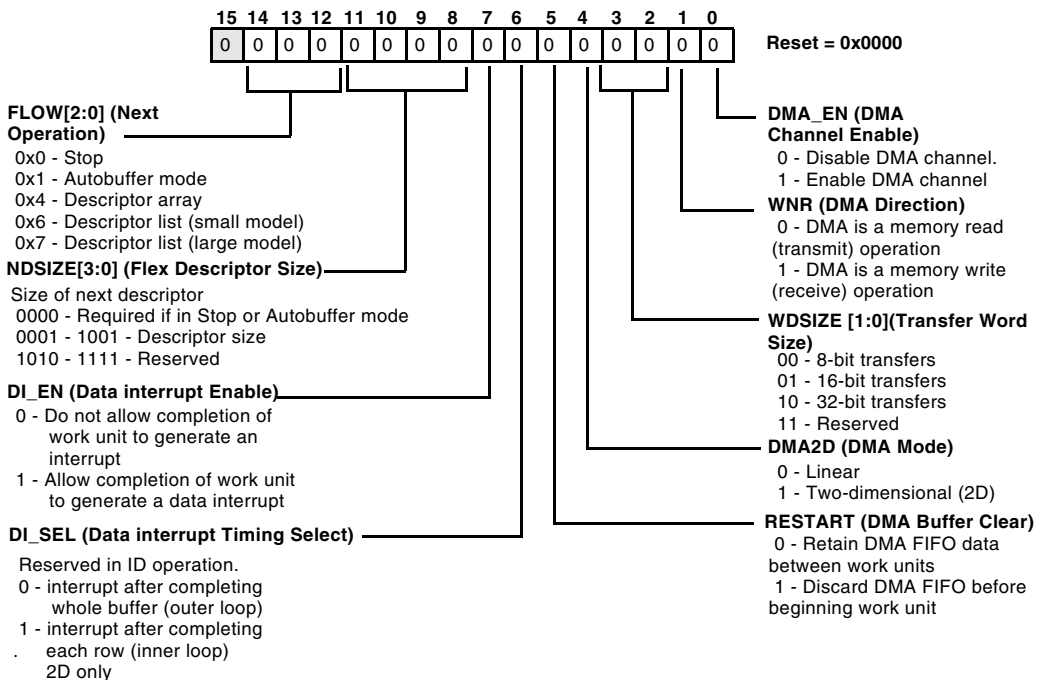 15 14 13 12 11 10 9 8 7 6 5 4 3 2 1 0
0 0 0 0 0 0 0 0 0 0 0 0 0 0 0 0
Reset = 0x0000
FLOW[2:0] (Next
Operation)
0x0 - Stop
0x1 - Autobuffer mode
0x4 - Descriptor array
0x6 - Descriptor list (small model)
0x7 - Descriptor list (large model)
NDSIZE[3:0] (Flex Descriptor Size)
Size of next descriptor
0000 - Required if in Stop or Autobuffer mode
0001 - 1001 - Descriptor size
1010 - 1111 - Reserved
DI_EN (Data interrupt Enable)
0 - Do not allow completion of
work unit to generate an
interrupt
1 - Allow completion of work unit
to generate a data interrupt
DI_SEL (Data interrupt Timing Select)
Reserved in ID operation.
0 - interrupt after completing
whole buffer (outer loop)
1 - interrupt after completing
. each row (inner loop)
2D only
DMA_EN (DMA
Channel Enable)
0 - Disable DMA channel.
1 - Enable DMA channel
WNR (DMA Direction)
0 - DMA is a memory read
(transmit) operation
1 - DMA is a memory write
(receive) operation
WDSIZE [1:0](Transfer Word
Size)
00 - 8-bit transfers
01 - 16-bit transfers
10 - 32-bit transfers
11 - Reserved
DMA2D (DMA Mode)
0 - Linear
1 - Two-dimensional (2D)
RESTART (DMA Buffer Clear)
0 - Retain DMA FIFO data
between work units
1 - Discard DMA FIFO before
beginning work unit